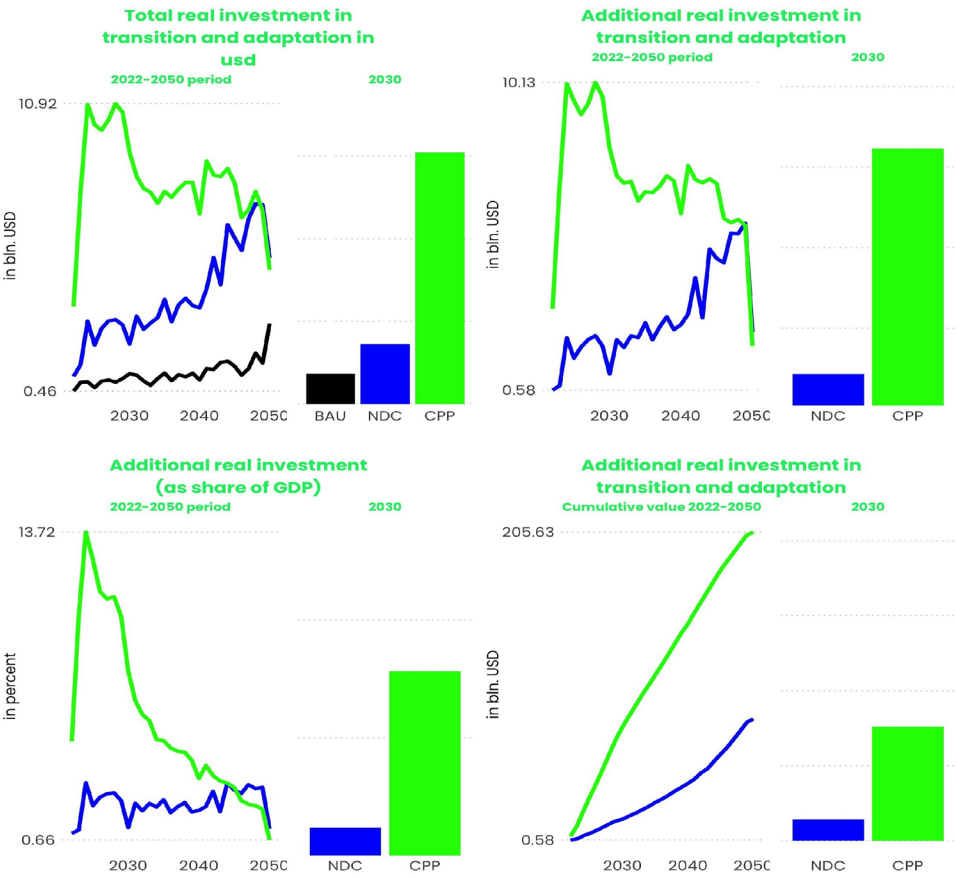 Total real investment in
transition and adaptation in
usd
2022-2050 period
2030
10.92
in bln. USD
0.46
2030
2040
2050
BAU
NDC
CPP
Additional real investment in
transition and adaptation
2022-2050 period
2030
10.13
in bln. USD
0.58
2030
2040
2050
NDC
CPP
Additional real investment
(as share of GDP)
2022-2050 period
2030
13.72
in percent
0.66
2030
2040
2050
NDC
CPP
Additional real investment in
transition and adaptation
Cumulative value 2022-2050
2030
205.63
in bln. USD
0.58
2030
2040
2050
NDC
CPP